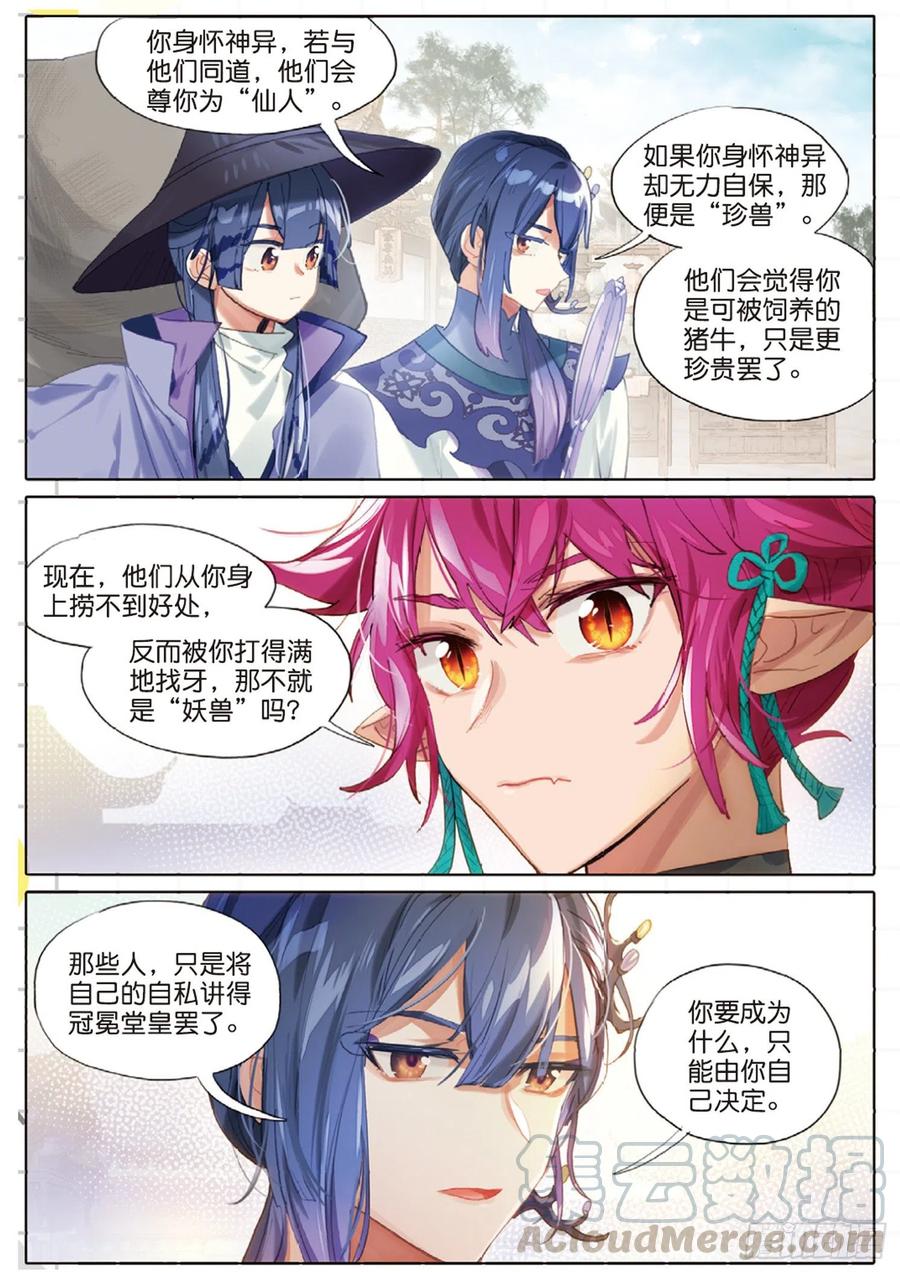 你身怀神异，若与
他们同道，他们会
尊你为“仙人”。
如果你身怀神异
却无力自保，那
便是“珍兽”。
他们会觉得你
是可被饲养的
猪牛，只是更
珍贵罢了。
现在，他们从你身
上捞不到好处，
反而被你打得满
地找牙，那不就
是“妖兽”吗？
那些人，只是将
自己的自私讲得
冠冕堂皇罢了。
你要成为
什么，只
能由你自
己决定。
集云数据
AcloudMerge.com